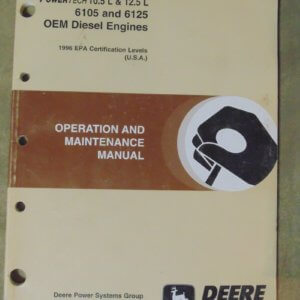 POWERTECH 10.5 L & 12.5 L
6105 and 6125
OEM Diesel Engines
1996 EPA Certification Levels
(U.S.A.)
OPERATION AND
MAINTENANCE
MANUAL
Deere Power Systems Group
DEERE